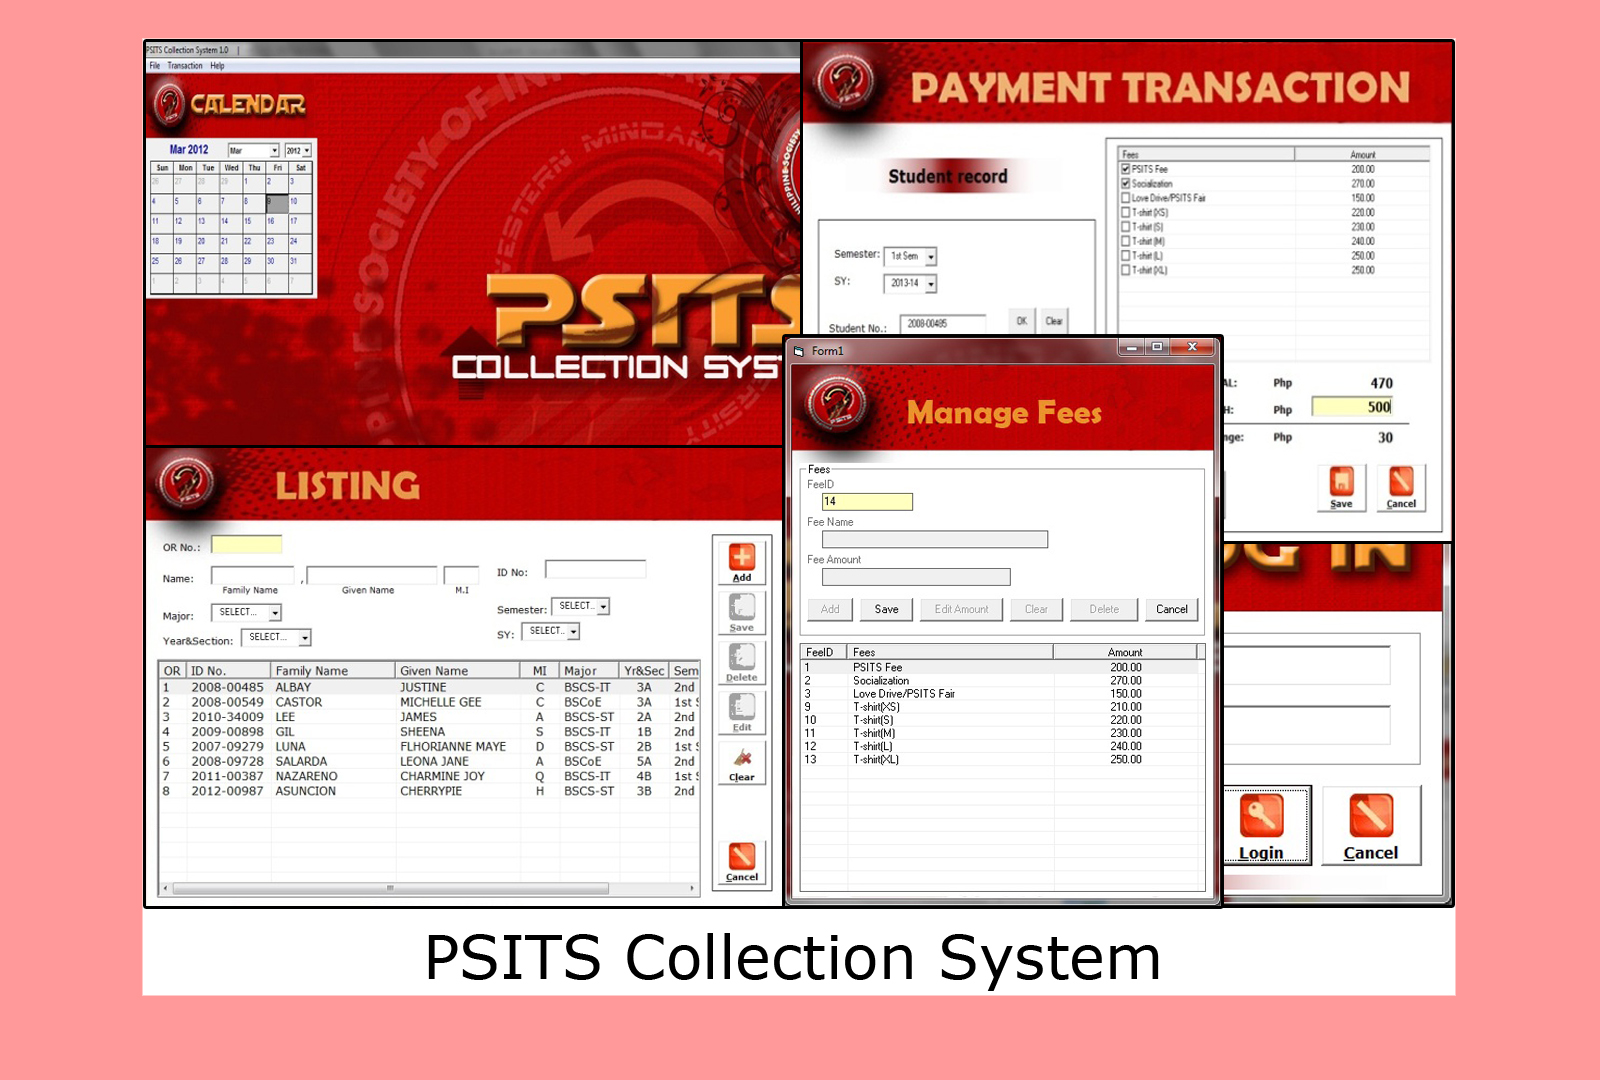 PSITS Collection System 1.0
File Transaction Help
CALENDAR
Mar 2012
Mar 2012
Sun Mon Tue Wed Thu Fri Sat
26 27 28 29 1 2 3
4 5 6 7 8 9 10
11 12 13 14 15 16 17
18 19 20 21 22 23 24
25 26 27 28 29 30 31
1 2 3 4 5 6 7
PSITS
COLLECTION SYS
PAYMENT TRANSACTION
Student record
Semester: 1st Sem
SY: 2013-14
Student No.: 2008-00485 OK Clear
Fees Amount
PSITS Fee 200.00
Socialization 270.00
Love Drive/PSITS Fair 150.00
T-shirt (XS) 220.00
T-shirt (S) 230.00
T-shirt (M) 240.00
T-shirt (L) 250.00
T-shirt (XL) 250.00
AL: Php 470
H: Php 500
nge: Php 30
Save Cancel
LISTING
OR No.:
Name: , 
Family Name Given Name M.I
ID No:
Major: SELECT...
Semester: SELECT..
Year&Section: SELECT...
SY: SELECT..
OR ID No. Family Name Given Name MI Major Yr&Sec Sem
1 2008-00485 ALBAY JUSTINE C BSCS-IT 3A 2nd
2 2008-00549 CASTOR MICHELLE GEE C BSCoE 3A 1st S
3 2010-34009 LEE JAMES A BSCS-ST 2A 2nd
4 2009-00898 GIL SHEENA S BSCS-IT 1B 2nd
5 2007-09279 LUNA FLHORIANNE MAYE D BSCS-ST 2B 1st S
6 2008-09728 SALARDA LEONA JANE A BSCoE 5A 2nd
7 2011-00387 NAZARENO CHARMINE JOY Q BSCS-IT 4B 1st S
8 2012-00987 ASUNCION CHERRYPIE H BSCS-ST 3B 2nd
Add
Save
Delete
Edit
Clear
Cancel
Form1
Manage Fees
Fees
FeeID
14
Fee Name
Fee Amount
Add Save Edit Amount Clear Delete Cancel
FeeID Fees Amount
1 PSITS Fee 200.00
2 Socialization 270.00
3 Love Drive/PSITS Fair 150.00
9 T-shirt(XS) 210.00
10 T-shirt(S) 220.00
11 T-shirt(M) 230.00
12 T-shirt(L) 240.00
13 T-shirt(XL) 250.00
OG IN
Login Cancel
PSITS Collection System